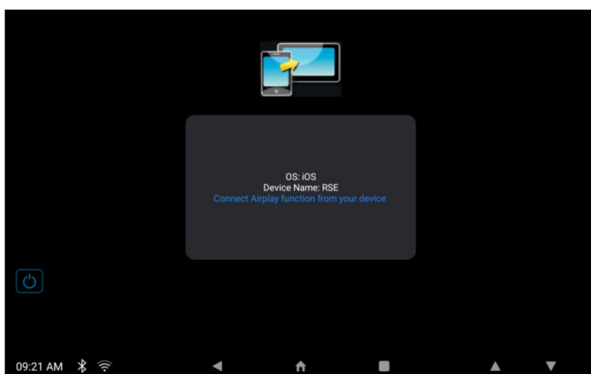 OS: iOS
Device Name: RSE
Connect Airplay function from your device
09:21 AM